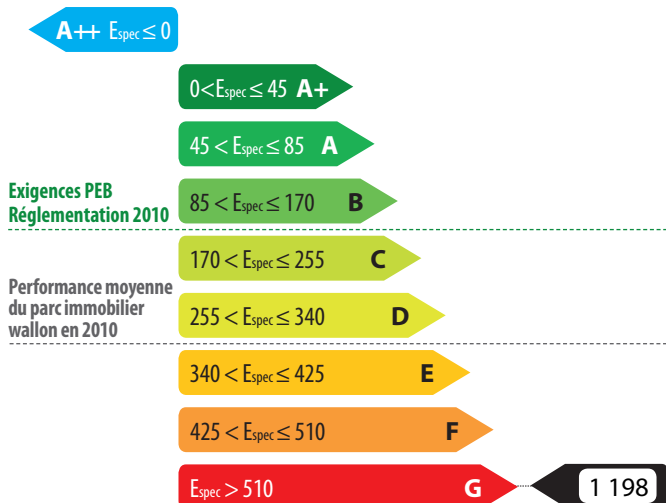 A++ Espec ≤ 0
0 < Espec ≤ 45 A+
45 < Espec ≤ 85 A
Exigences PEB
Réglementation 2010
85 < Espec ≤ 170 B
170 < Espec ≤ 255 C
Performance moyenne
du parc immobilier
wallon en 2010
255 < Espec ≤ 340 D
340 < Espec ≤ 425 E
425 < Espec ≤ 510 F
Espec > 510 G
1 198